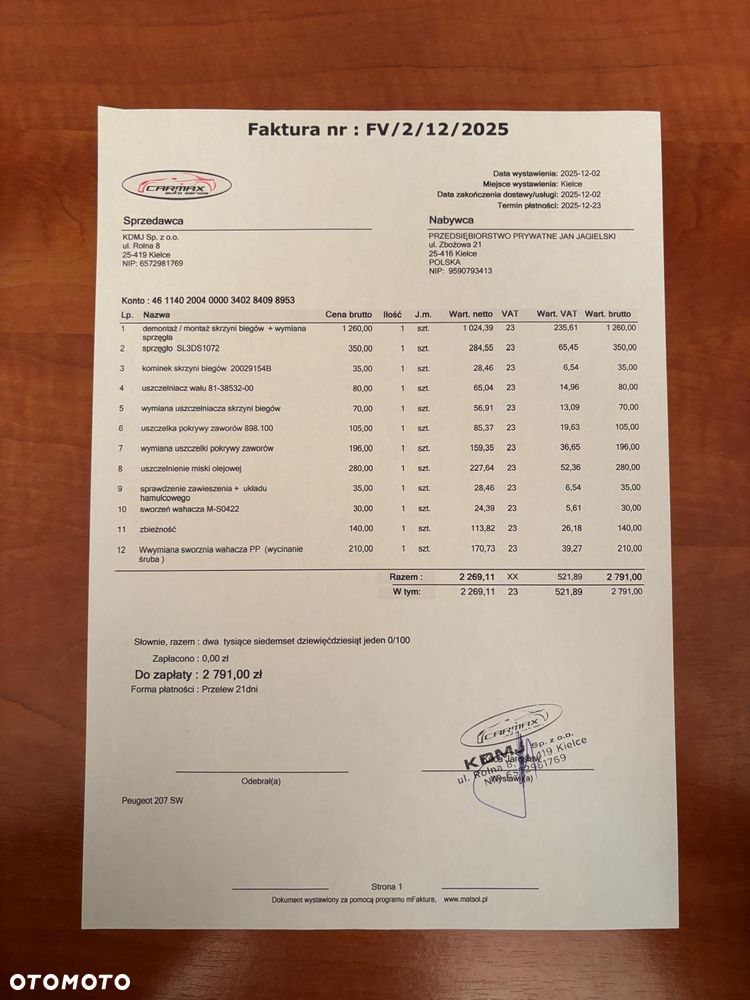 Faktura nr : FV/2/12/2025
CARMAX
auto serwis
Data wystawienia: 2025-12-02
Miejsce wystawienia: Kielce
Data zakończenia dostawy/usługi: 2025-12-02
Termin płatności: 2025-12-23
Sprzedawca
KDMJ Sp. z o.o.
ul. Rolna 8
25-419 Kielce
NIP: 6572981769
Nabywca
PRZEDSIĘBIORSTWO PRYWATNE JAN JAGIELSKI
ul. Zbożowa 21
25-416 Kielce
POLSKA
NIP: 9590793413
Konto : 46 1140 2004 0000 3402 8409 8953
Lp. Nazwa Cena brutto Ilość J.m. Wart. netto VAT Wart. VAT Wart. brutto
1 demontaż / montaż skrzyni biegów + wymiana 1 260,00 1 szt. 1 024,39 23 235,61 1 260,00
sprzęgła
2 sprzęgło SL3DS1072 350,00 1 szt. 284,55 23 65,45 350,00
3 kominek skrzyni biegów 20029154B 35,00 1 szt. 28,46 23 6,54 35,00
4 uszczelniacz wału 81-38532-00 80,00 1 szt. 65,04 23 14,96 80,00
5 wymiana uszczelniacza skrzyni biegów 70,00 1 szt. 56,91 23 13,09 70,00
6 uszczelka pokrywy zaworów 898.100 105,00 1 szt. 85,37 23 19,63 105,00
7 wymiana uszczelki pokrywy zaworów 196,00 1 szt. 159,35 23 36,65 196,00
8 uszczelnienie miski olejowej 280,00 1 szt. 227,64 23 52,36 280,00
9 sprawdzenie zawieszenia + układu 35,00 1 szt. 28,46 23 6,54 35,00
hamulcowego
10 sworzeń wahacza M-S0422 30,00 1 szt. 24,39 23 5,61 30,00
11 zbieżność 140,00 1 szt. 113,82 23 26,18 140,00
12 Wwymiana sworznia wahacza PP (wycinanie 210,00 1 szt. 170,73 23 39,27 210,00
śruba )
Razem : 2 269,11 XX 521,89 2 791,00
W tym: 2 269,11 23 521,89 2 791,00
Słownie, razem : dwa tysiące siedemset dziewięćdziesiąt jeden 0/100
Zapłacono : 0,00 zł
Do zapłaty : 2 791,00 zł
Forma płatności : Przelew 21dni
CARMAX
KDMJ Sp. z o.o.
ul. Rolna 8, 419 Kielce
Odebrał(a)
Wystawił(a)
Peugeot 207 SW
Strona 1
Dokument wystawiony za pomocą programu mFaktura, www.matsol.pl
OTOMOTO